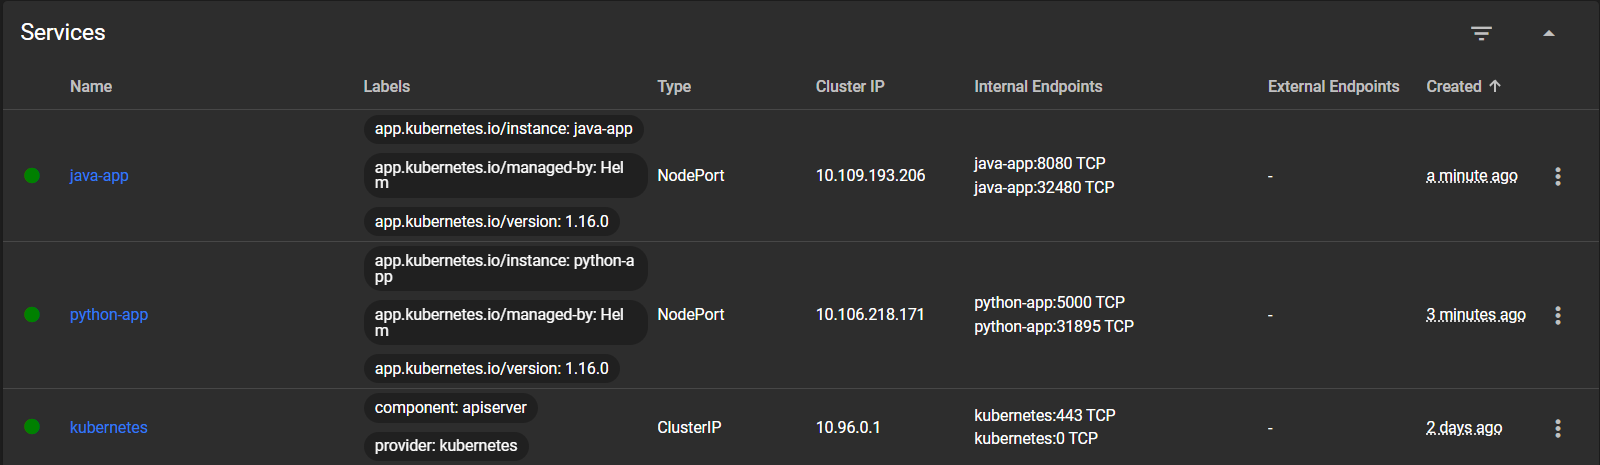 Services
Name Labels Type Cluster IP Internal Endpoints External Endpoints Created ↑
app.kubernetes.io/instance: java-app
app.kubernetes.io/managed-by: Hel
m
app.kubernetes.io/version: 1.16.0
java-app NodePort 10.109.193.206
java-app:8080 TCP
java-app:32480 TCP
- a minute ago
app.kubernetes.io/instance: python-a
pp
app.kubernetes.io/managed-by: Hel
m
app.kubernetes.io/version: 1.16.0
python-app NodePort 10.106.218.171
python-app:5000 TCP
python-app:31895 TCP
- 3 minutes ago
component: apiserver
provider: kubernetes
kubernetes ClusterIP 10.96.0.1
kubernetes:443 TCP
kubernetes:0 TCP
- 2 days ago